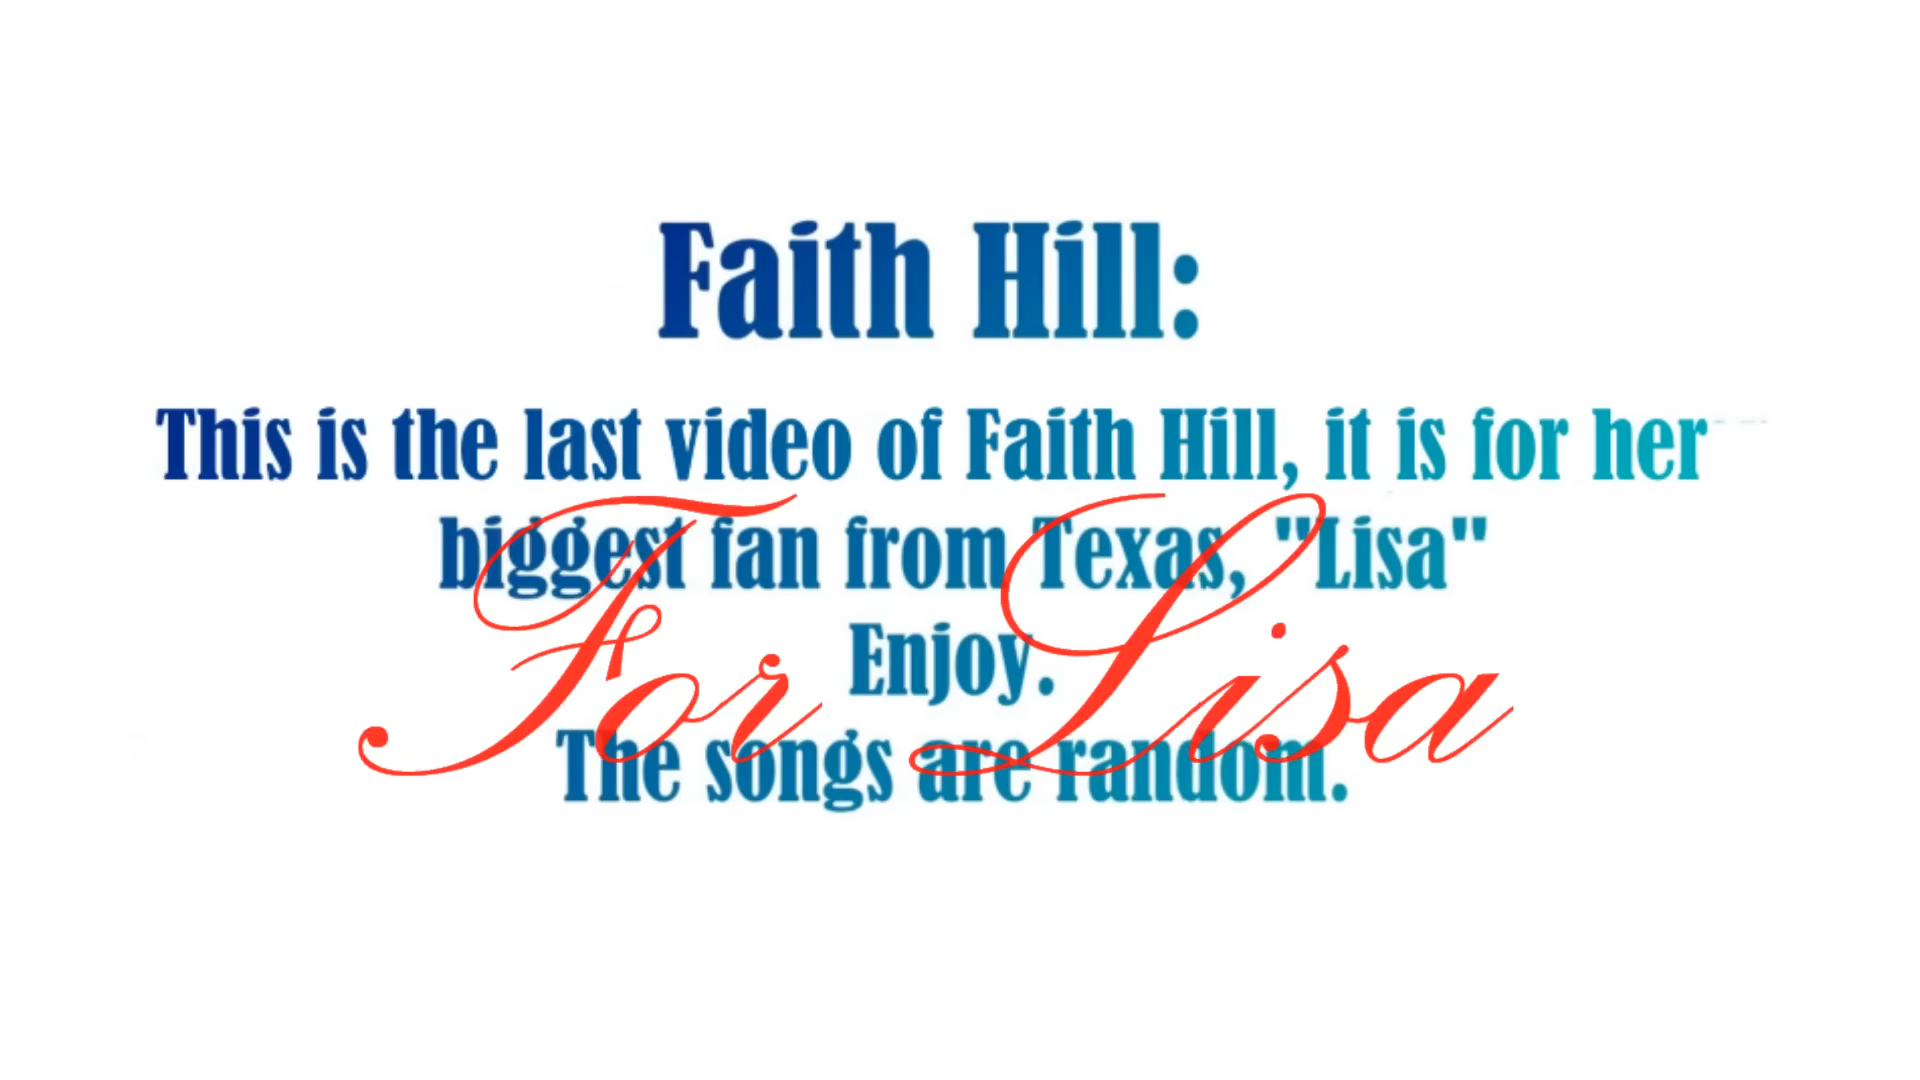 Faith Hill:
This is the last video of Faith Hill, it is for her
biggest fan from Texas, "Lisa"
Enjoy.
For Lisa
The songs are random.